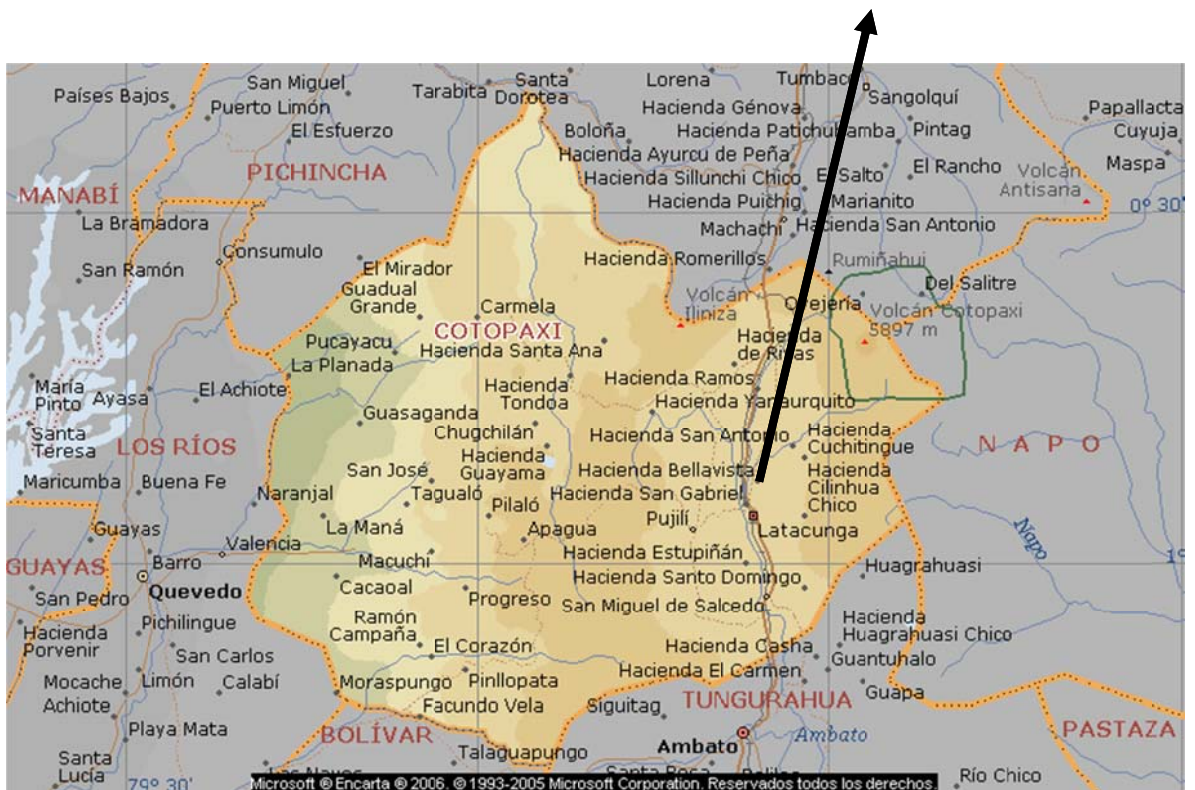 San Miguel
Santa
Dorotea
Lorena
Tumbaco
Países Bajos
Tarabita
Sangolquí
Puerto Limón
Hacienda Génova
Papallacta
El Esfuerzo
Boloña
Hacienda Patichubamba
Pintag
Cuyuja
Hacienda Ayurcu de Peña
Maspa
PICHINCHA
Hacienda Sillunchi Chico
El Salto
El Rancho
Volcán
Antisana
MANABÍ
Hacienda Puichig
Marianito
0° 30'
La Bramadora
Machachi
Hacienda San Antonio
Consumulo
Hacienda Romerillos
Rumiñahui
San Ramón
El Mirador
Del Salitre
Guadual
Grande
Carmela
Volcán
Iliniza
Ovejería
Volcán Cotopaxi
5897 m
COTOPAXI
Pucayacu
Hacienda Santa Ana
Hacienda
de Rivas
La Planada
María
Pinto
Ayasa
El Achiote
Hacienda
Tondoa
Hacienda Ramos
Hacienda Yanaurquito
Guasaganda
Santa
Teresa
LOS RÍOS
Chugchilán
Hacienda San Antonio
Hacienda
Cuchitingue
NAPO
Hacienda
Guayama
San José
Hacienda Bellavista
Hacienda
Cilinhua
Chico
Maricumba
Buena Fe
Naranjal
Tagualó
Hacienda San Gabriel
La Maná
Pilaló
Pujilí
Latacunga
Guayas
Apagua
Napo
Valencia
Macuchi
Hacienda Estupiñán
1°
GUAYAS
Barro
Huagrahuasi
Cacaoal
Hacienda Santo Domingo
San Pedro
Quevedo
Progreso
San Miguel de Salcedo
Ramón
Campaña
Hacienda
Huagrahuasi Chico
Hacienda
Porvenir
Pichilingue
El Corazón
Hacienda Casha
San Carlos
Guantuhalo
Hacienda El Carmen
Mocache
Limón
Calabí
Moraspungo
Pinllopata
Guapa
Achiote
Facundo Vela
Siguitag
TUNGURAHUA
Playa Mata
BOLÍVAR
Ambato
Ambato
PASTAZA
Talaguapungo
Santa
Lucía
Santa Rosa
Río Chico
79° 30'
Microsoft ® Encarta ® 2006. © 1993-2005 Microsoft Corporation. Reservados todos los derechos.